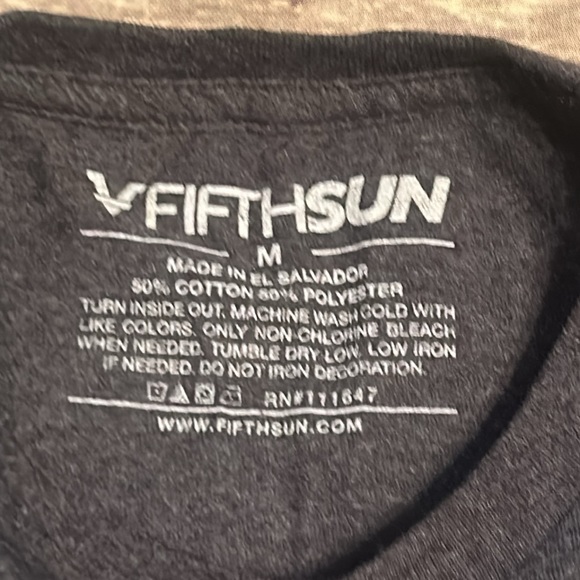 FIFTHSUN
M
MADE IN EL SALVADOR
50% COTTON 50% POLYESTER
TURN INSIDE OUT. MACHINE WASH COLD WITH
LIKE COLORS. ONLY NON-CHLORINE BLEACH
WHEN NEEDED. TUMBLE DRY LOW. LOW IRON
IF NEEDED. DO NOT IRON DECORATION.
RN#111647
WWW.FIFTHSUN.COM